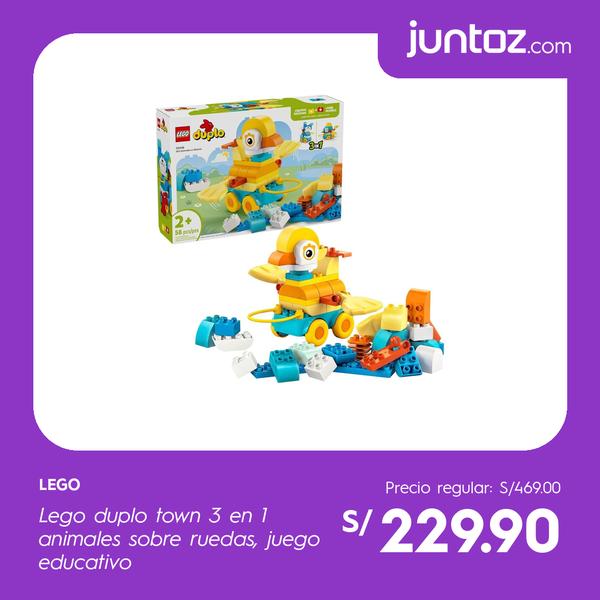 juntoz.com
LEGO
duplo
3in1
2+
58 pcs/pzs
LEGO
Precio regular: S/469.00
Lego duplo town 3 en 1
animales sobre ruedas, juego
educativo
S/ 229.90